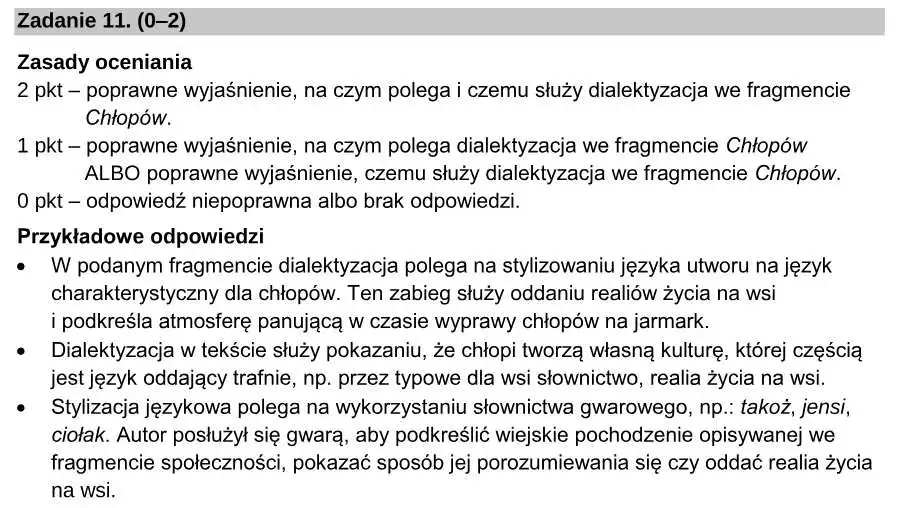 Zadanie 11. (0–2)
Zasady oceniania
2 pkt – poprawne wyjaśnienie, na czym polega i czemu służy dialektyzacja we fragmencie
Chłopów.
1 pkt – poprawne wyjaśnienie, na czym polega dialektyzacja we fragmencie Chłopów
ALBO poprawne wyjaśnienie, czemu służy dialektyzacja we fragmencie Chłopów.
0 pkt – odpowiedź niepoprawna albo brak odpowiedzi.
Przykładowe odpowiedzi
• W podanym fragmencie dialektyzacja polega na stylizowaniu języka utworu na język
charakterystyczny dla chłopów. Ten zabieg służy oddaniu realiów życia na wsi
i podkreśla atmosferę panującą w czasie wyprawy chłopów na jarmark.
• Dialektyzacja w tekście służy pokazaniu, że chłopi tworzą własną kulturę, której częścią
jest język oddający trafnie, np. przez typowe dla wsi słownictwo, realia życia na wsi.
• Stylizacja językowa polega na wykorzystaniu słownictwa gwarowego, np.: takoż, jensi,
ciołak. Autor posłużył się gwarą, aby podkreślić wiejskie pochodzenie opisywanej we
fragmencie społeczności, pokazać sposób jej porozumiewania się czy oddać realia życia
na wsi.